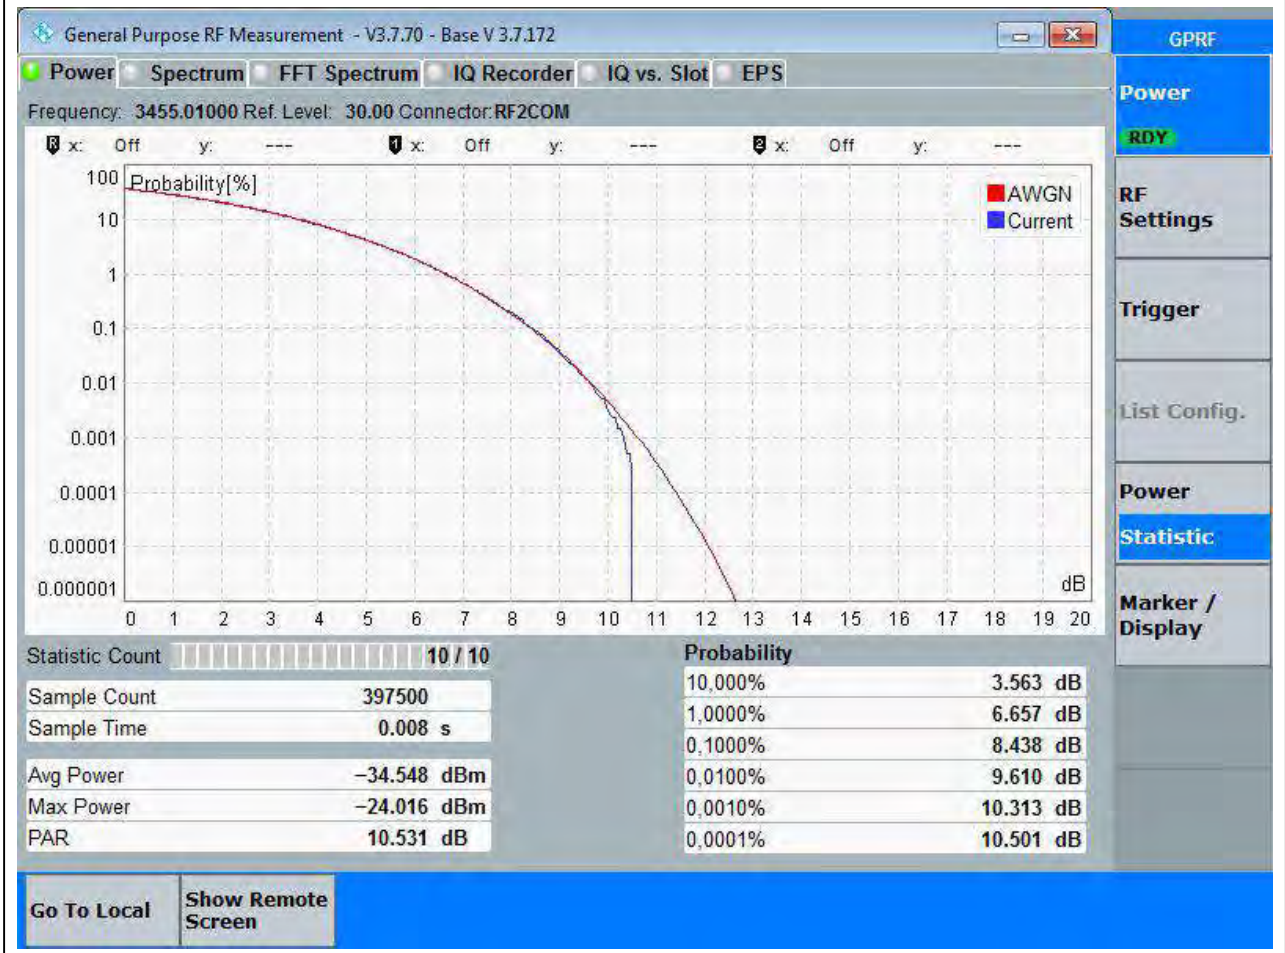 General Purpose RF Measurement - V3.7.70 - Base V 3.7.172
GPRF
Power Spectrum FFT Spectrum IQ Recorder IQ vs. Slot EPS
Frequency: 3455.01000 Ref. Level: 30.00 Connector: RF2COM
R x: Off y: --- 1 x: Off y: --- 2 x: Off y: ---
Probability[%]
AWGN
Current
100
10
1
0.1
0.01
0.001
0.0001
0.00001
0.000001
dB
0 1 2 3 4 5 6 7 8 9 10 11 12 13 14 15 16 17 18 19 20
Statistic Count 10 / 10
Sample Count 397500
Sample Time 0.008 s
Avg Power −34.548 dBm
Max Power −24.016 dBm
PAR 10.531 dB
Probability
10,000% 3.563 dB
1,0000% 6.657 dB
0,1000% 8.438 dB
0,0100% 9.610 dB
0,0010% 10.313 dB
0,0001% 10.501 dB
Power
RDY
RF
Settings
Trigger
List Config.
Power
Statistic
Marker /
Display
Go To Local
Show Remote
Screen